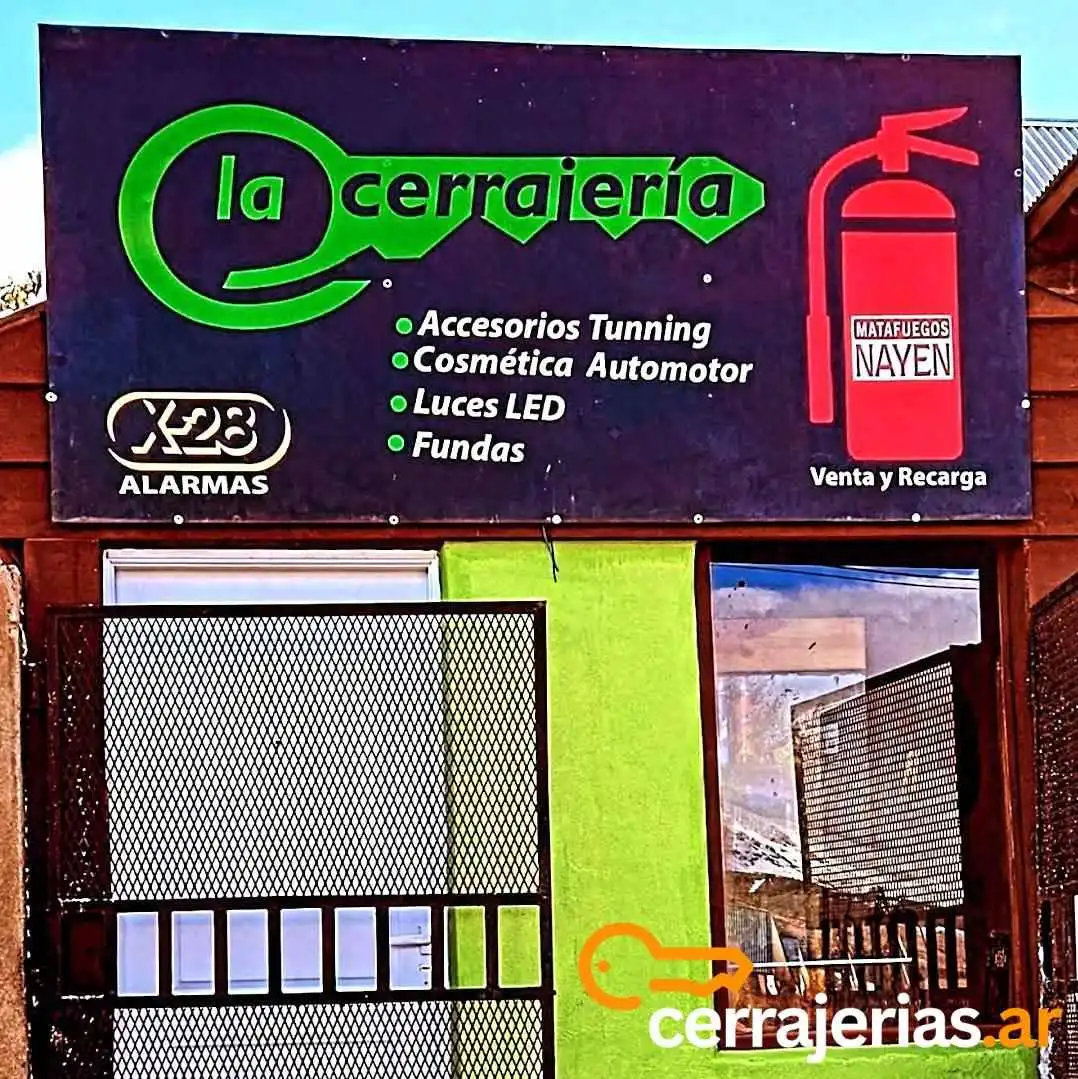 la cerrajería
• Accesorios Tunning
• Cosmética Automotor
• Luces LED
• Fundas
X-28
ALARMAS
MATAFUEGOS
NAYEN
Venta y Recarga
cerrajerias.ar